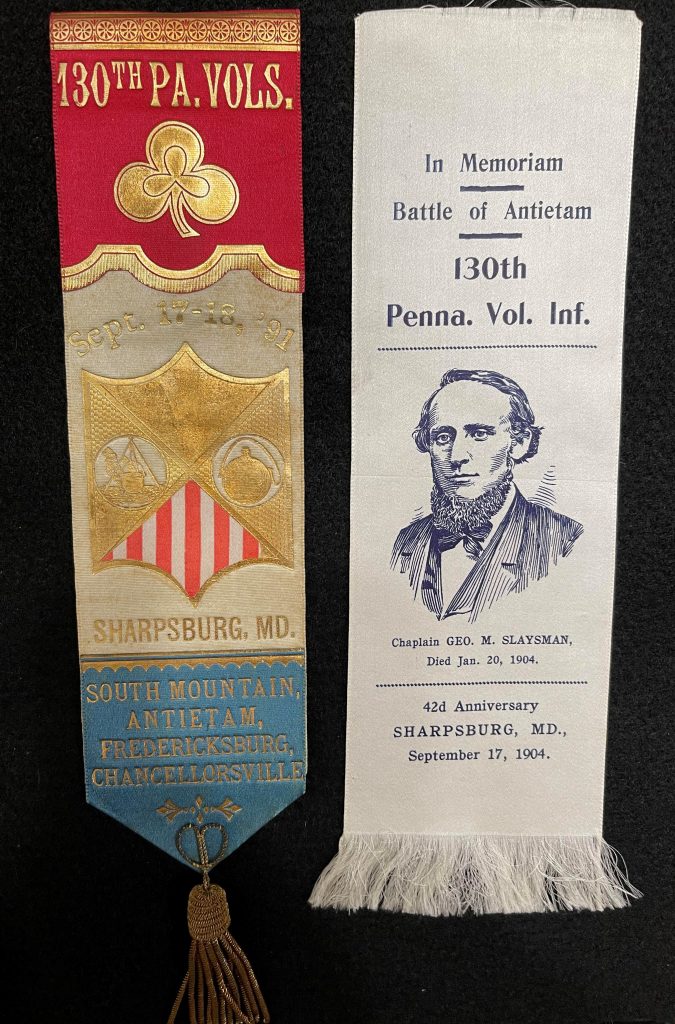 130TH PA. VOLS.
Sept. 17-18, '91
SHARPSBURG, MD.
SOUTH MOUNTAIN,
ANTIETAM,
FREDERICKSBURG,
CHANCELLORSVILLE
In Memoriam
Battle of Antietam
130th
Penna. Vol. Inf.
Chaplain GEO. M. SLAYSMAN,
Died Jan. 20, 1904.
42d Anniversary
SHARPSBURG, MD.,
September 17, 1904.